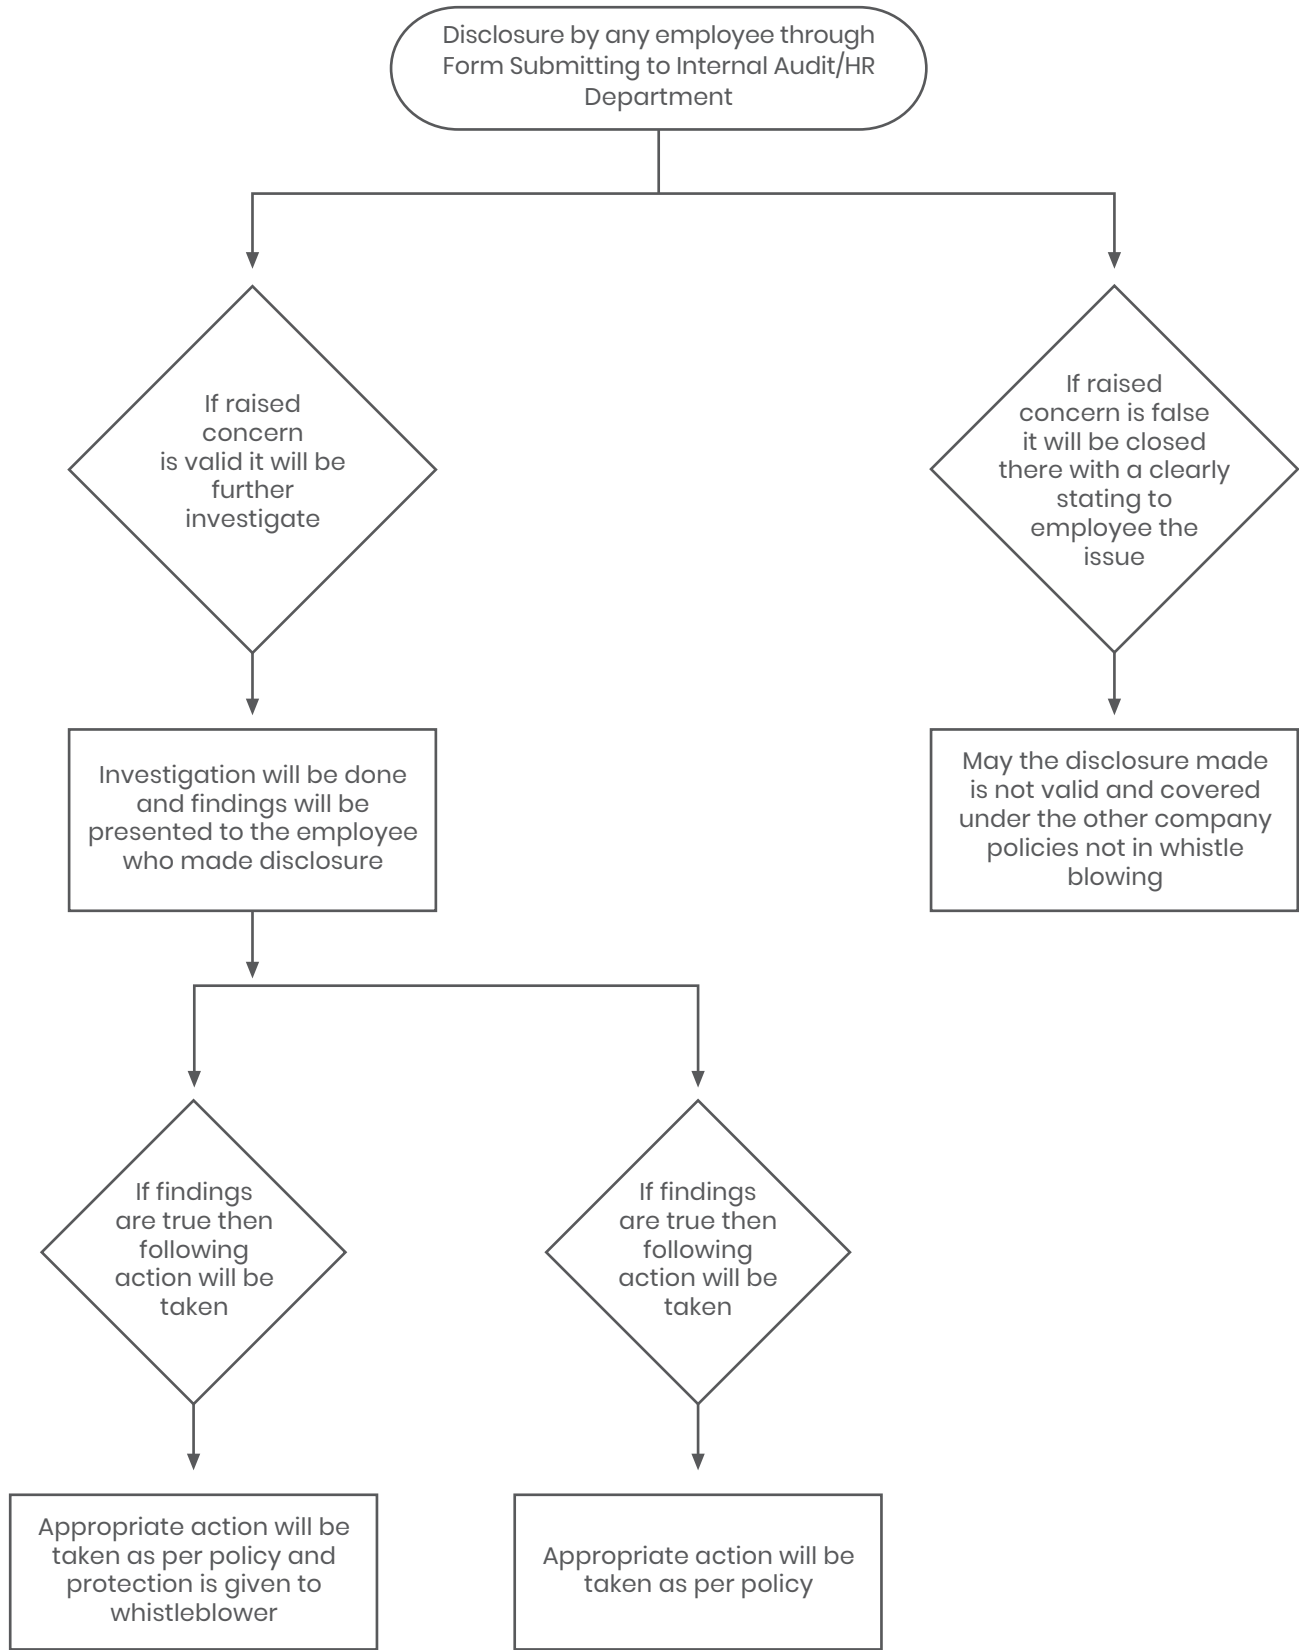 Disclosure by any employee through
Form Submitting to Internal Audit/HR
Department
If raised
concern
is valid it will be
further
investigate
If raised
concern is false
it will be closed
there with a clearly
stating to
employee the
issue
Investigation will be done
and findings will be
presented to the employee
who made disclosure
May the disclosure made
is not valid and covered
under the other company
policies not in whistle
blowing
If findings
are true then
following
action will be
taken
If findings
are true then
following
action will be
taken
Appropriate action will be
taken as per policy and
protection is given to
whistleblower
Appropriate action will be
taken as per policy